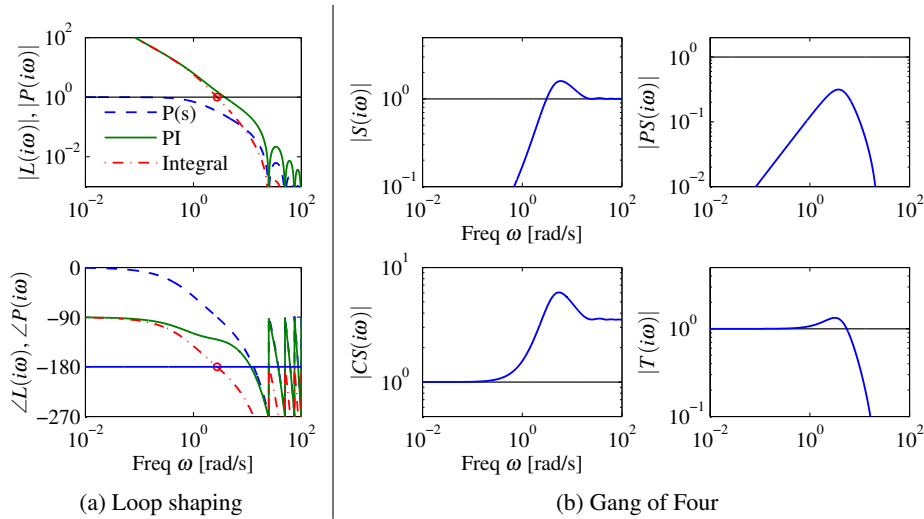 |L(iω)|, |P(iω)|
10^2
10^0
10^−2
P(s)
PI
Integral
10^−2 10^0 10^2
∠L(iω), ∠P(iω)
0
−90
−180
−270
10^−2 10^0 10^2
Freq ω [rad/s]
(a) Loop shaping
|S(iω)|
10^0
10^−1
10^−2 10^0 10^2
Freq ω [rad/s]
|PS(iω)|
10^0
10^−1
10^−2
10^−2 10^0 10^2
|CS(iω)|
10^1
10^0
10^−2 10^0 10^2
Freq ω [rad/s]
|T(iω)|
10^0
10^−1
10^−2 10^0 10^2
(b) Gang of Four